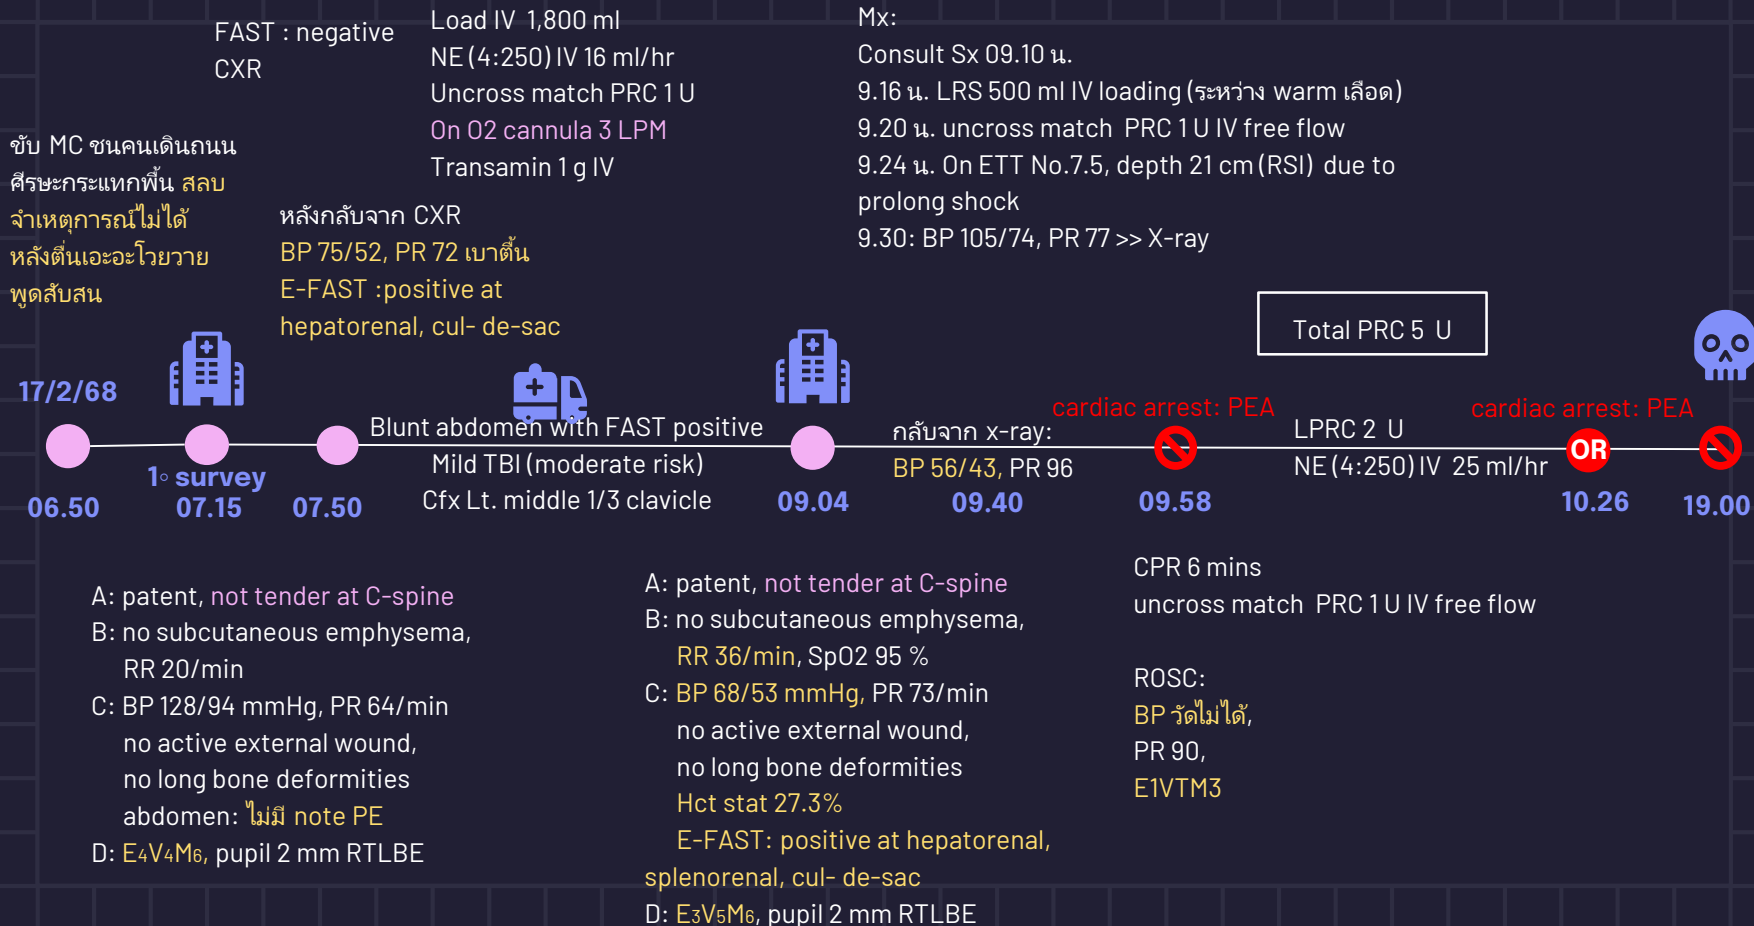 FAST : negative
CXR
Load IV 1,800 ml
NE (4:250) IV 16 ml/hr
Uncross match PRC 1 U
On O2 cannula 3 LPM
Transamin 1 g IV
Mx:
Consult Sx 09.10 น.
9.16 น. LRS 500 ml IV loading (ระหว่าง warm เลือด)
9.20 น. uncross match PRC 1 U IV free flow
9.24 น. On ETT No.7.5, depth 21 cm (RSI) due to
prolong shock
9.30: BP 105/74, PR 77 >> X-ray
ขับ MC ชนคนเดินถนน
ศีรษะกระแทกพื้น สลบ
จำเหตุการณ์ไม่ได้
หลังตื่นเอะอะโวยวาย
พูดสับสน
หลังกลับจาก CXR
BP 75/52, PR 72 เบาตื้น
E-FAST :positive at
hepatorenal, cul- de-sac
Total PRC 5 U
17/2/68
06.50
1◦ survey
07.15
07.50
Blunt abdomen with FAST positive
Mild TBI (moderate risk)
Cfx Lt. middle 1/3 clavicle
09.04
กลับจาก x-ray:
BP 56/43, PR 96
09.40
cardiac arrest: PEA
09.58
LPRC 2 U
NE (4:250) IV 25 ml/hr
cardiac arrest: PEA
OR
10.26
19.00
A: patent, not tender at C-spine
B: no subcutaneous emphysema,
RR 20/min
C: BP 128/94 mmHg, PR 64/min
no active external wound,
no long bone deformities
abdomen: ไม่มี note PE
D: E4V4M6, pupil 2 mm RTLBE
A: patent, not tender at C-spine
B: no subcutaneous emphysema,
RR 36/min, SpO2 95 %
C: BP 68/53 mmHg, PR 73/min
no active external wound,
no long bone deformities
Hct stat 27.3%
E-FAST: positive at hepatorenal,
splenorenal, cul- de-sac
D: E3V5M6, pupil 2 mm RTLBE
CPR 6 mins
uncross match PRC 1 U IV free flow
ROSC:
BP วัดไม่ได้,
PR 90,
E1VTM3